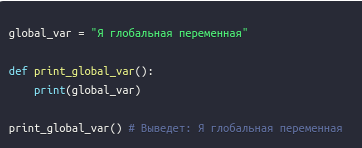 global_var = "Я глобальная переменная"
def print_global_var():
    print(global_var)
print_global_var() # Выведет: Я глобальная переменная